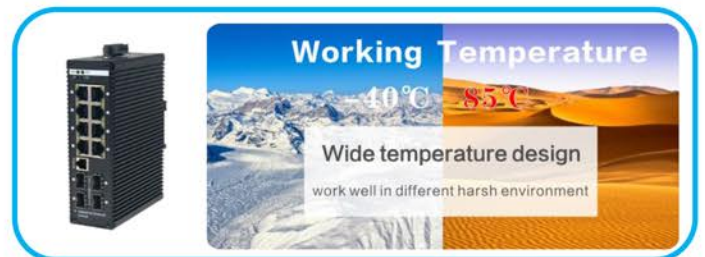 Working Temperature
-40℃ 85℃
Wide temperature design
work well in different harsh environment